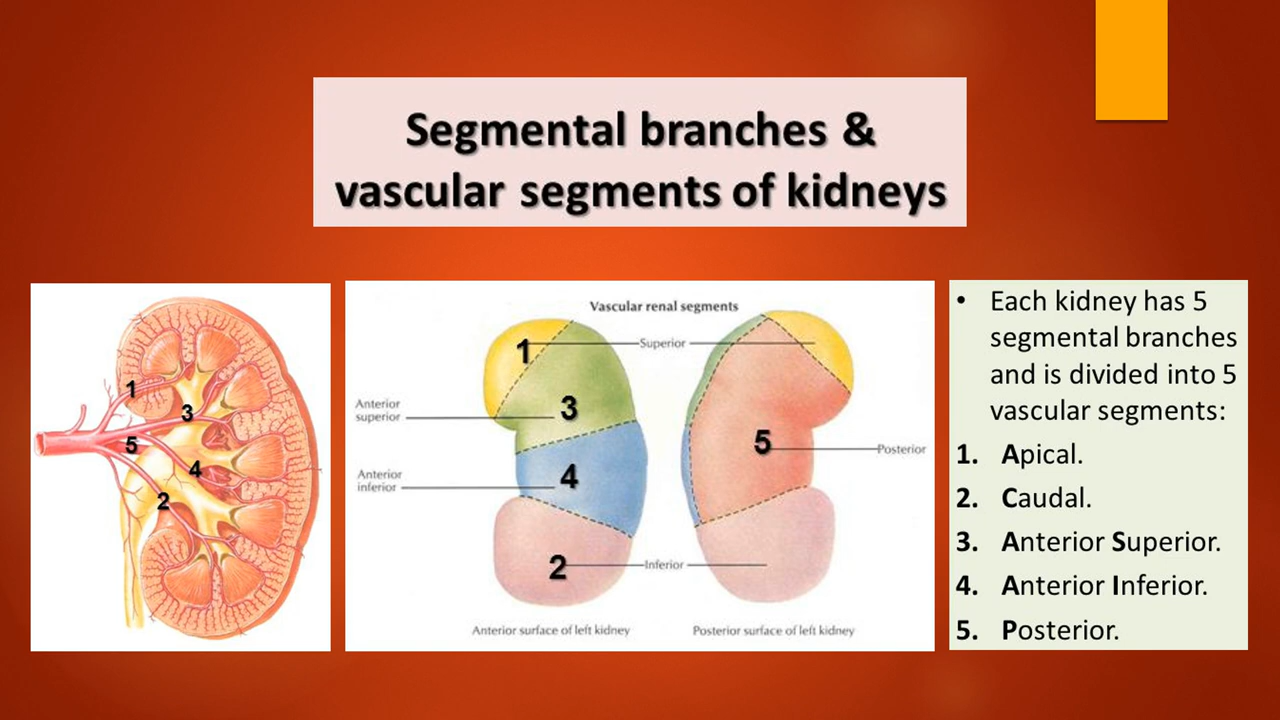 Segmental branches &
vascular segments of kidneys
1
3
5
4
2
Vascular renal segments
1
Superior
Anterior
superior
3
5
Posterior
Anterior
inferior
4
2
Inferior
Anterior surface of left kidney
Posterior surface of left kidney
• Each kidney has 5
segmental branches
and is divided into 5
vascular segments:
1. Apical.
2. Caudal.
3. Anterior Superior.
4. Anterior Inferior.
5. Posterior.